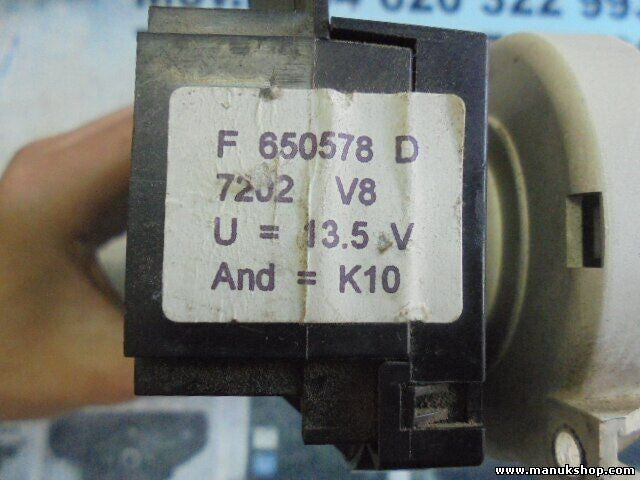 F 650578 D
7202 V8
U = 13.5 V
And = K10
www.manukshop.com